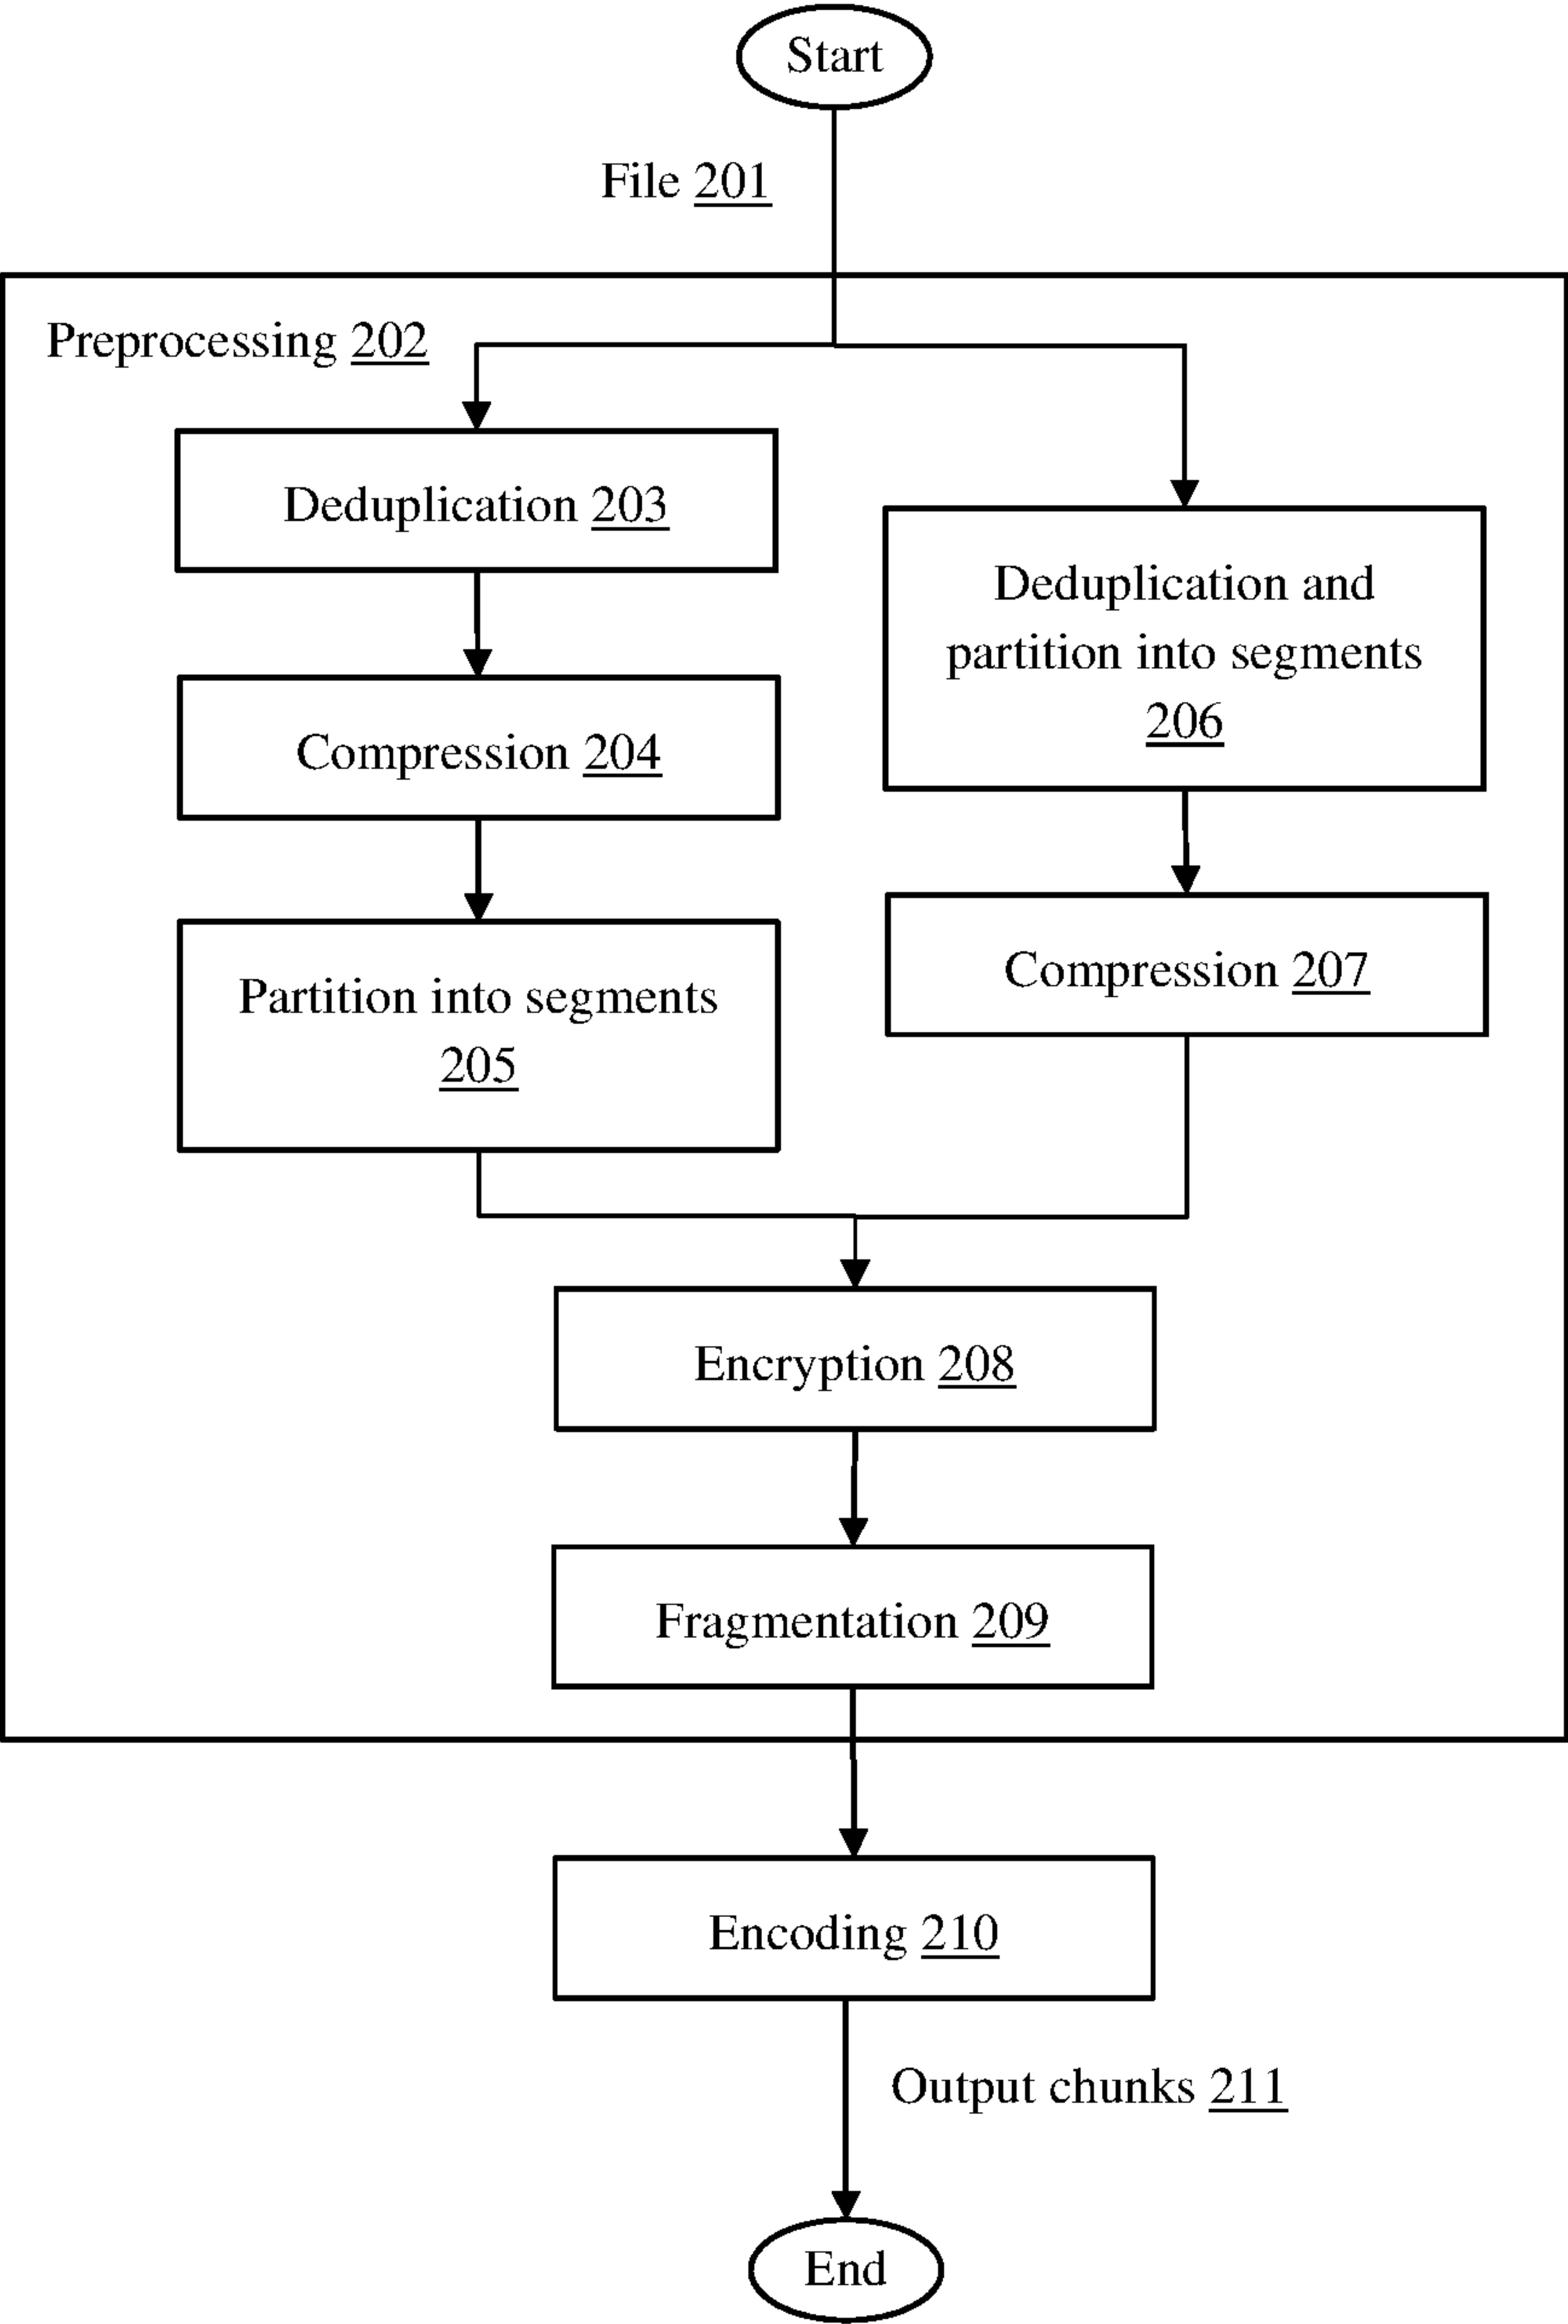 Start
File 201
Preprocessing 202
Deduplication 203
Compression 204
Partition into segments
205
Deduplication and
partition into segments
206
Compression 207
Encryption 208
Fragmentation 209
Encoding 210
Output chunks 211
End